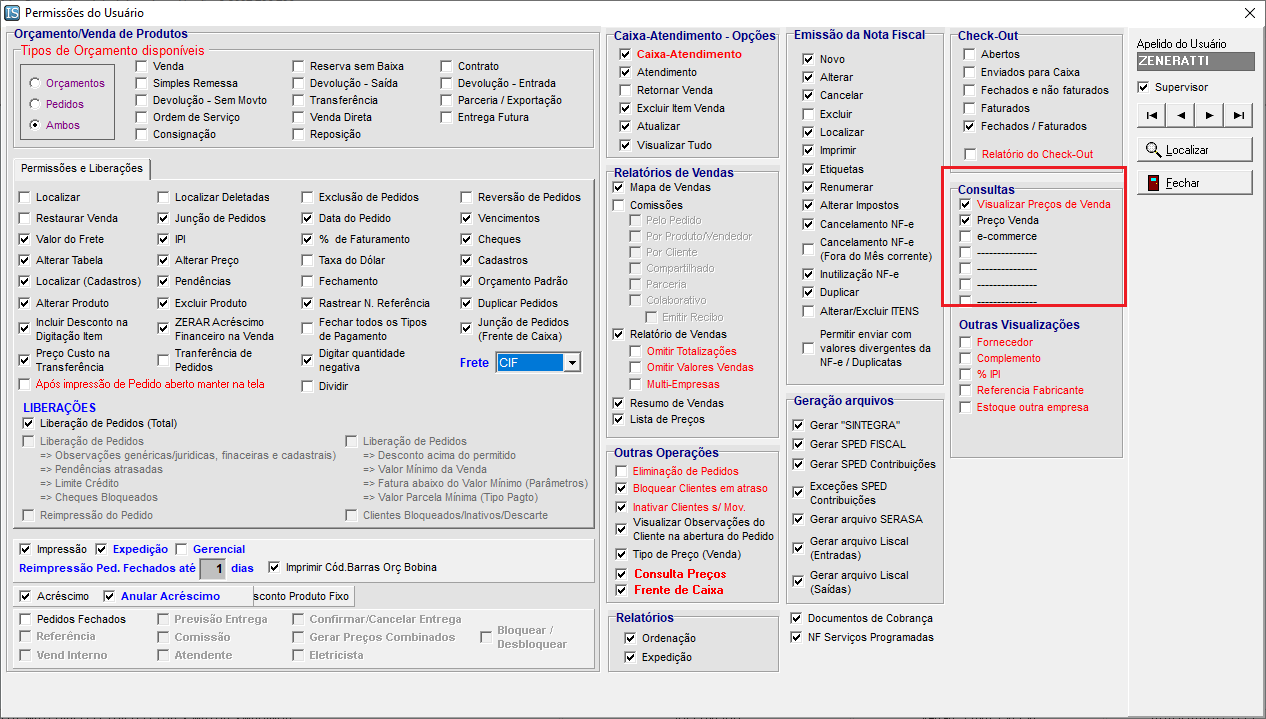 IS Permissões do Usuário
Orçamento/Venda de Produtos
Tipos de Orçamento disponíveis
Orçamentos
Pedidos
Ambos
Venda
Simples Remessa
Devolução - Sem Movto
Ordem de Serviço
Consignação
Reserva sem Baixa
Devolução - Saída
Transferência
Venda Direta
Reposição
Contrato
Devolução - Entrada
Parceria / Exportação
Entrega Futura
Permissões e Liberações
Localizar
Localizar Deletadas
Exclusão de Pedidos
Reversão de Pedidos
Restaurar Venda
Junção de Pedidos
Data do Pedido
Vencimentos
Valor do Frete
IPI
% de Faturamento
Cheques
Alterar Tabela
Alterar Preço
Taxa do Dólar
Cadastros
Localizar (Cadastros)
Pendências
Fechamento
Orçamento Padrão
Alterar Produto
Excluir Produto
Rastrear N. Referência
Duplicar Pedidos
Incluir Desconto na
Digitação Item
ZERAR Acréscimo
Financeiro na Venda
Fechar todos os Tipos
de Pagamento
Junção de Pedidos
(Frente de Caixa)
Preço Custo na
Transferência
Tranferência de
Pedidos
Digitar quantidade
negativa
Frete CIF
Após impressão de Pedido aberto manter na tela
Dividir
LIBERAÇÕES
Liberação de Pedidos (Total)
Liberação de Pedidos
=> Observações genéricas/juridicas, finaceiras e cadastrais)
=> Pendências atrasadas
=> Limite Crédito
=> Cheques Bloqueados
Reimpressão do Pedido
Liberação de Pedidos
=> Desconto acima do permitido
=> Valor Mínimo da Venda
=> Fatura abaixo do Valor Mínimo (Parâmetros)
=> Valor Parcela Mínima (Tipo Pagto)
Clientes Bloqueados/Inativos/Descarte
Impressão
Expedição
Gerencial
Reimpressão Ped. Fechados até 1 dias
Imprimir Cód.Barras Orç Bobina
Acréscimo
Anular Acréscimo
sconto Produto Fixo
Pedidos Fechados
Previsão Entrega
Confirmar/Cancelar Entrega
Referência
Comissão
Gerar Preços Combinados
Bloquear /
Desbloquear
Vend Interno
Atendente
Eletricista
Caixa-Atendimento - Opções
Caixa-Atendimento
Atendimento
Retornar Venda
Excluir Item Venda
Atualizar
Visualizar Tudo
Relatórios de Vendas
Mapa de Vendas
Comissões
Pelo Pedido
Por Produto/Vendedor
Por Cliente
Compartilhado
Parceria
Colaborativo
Emitir Recibo
Relatório de Vendas
Omitir Totalizações
Omitir Valores Vendas
Multi-Empresas
Resumo de Vendas
Lista de Preços
Outras Operações
Eliminação de Pedidos
Bloquear Clientes em atraso
Inativar Clientes s/ Mov.
Visualizar Observações do
Cliente na abertura do Pedido
Tipo de Preço (Venda)
Consulta Preços
Frente de Caixa
Relatórios
Ordenação
Expedição
Emissão da Nota Fiscal
Novo
Alterar
Cancelar
Excluir
Localizar
Imprimir
Etiquetas
Renumerar
Alterar Impostos
Cancelamento NF-e
Cancelamento NF-e
(Fora do Mês corrente)
Inutilização NF-e
Duplicar
Alterar/Excluir ITENS
Permitir enviar com
valores divergentes da
NF-e / Duplicatas
Geração arquivos
Gerar "SINTEGRA"
Gerar SPED FISCAL
Gerar SPED Contribuições
Exceções SPED
Contribuições
Gerar arquivo SERASA
Gerar arquivo Liscal
(Entradas)
Gerar arquivo Liscal
(Saídas)
Documentos de Cobrança
NF Serviços Programadas
Check-Out
Abertos
Enviados para Caixa
Fechados e não faturados
Faturados
Fechados / Faturados
Relatório do Check-Out
Consultas
Visualizar Preços de Venda
Preço Venda
e-commerce
---------------
---------------
---------------
---------------
Outras Visualizações
Fornecedor
Complemento
% IPI
Referencia Fabricante
Estoque outra empresa
Apelido do Usuário
ZENERATTI
Supervisor
Localizar
Fechar